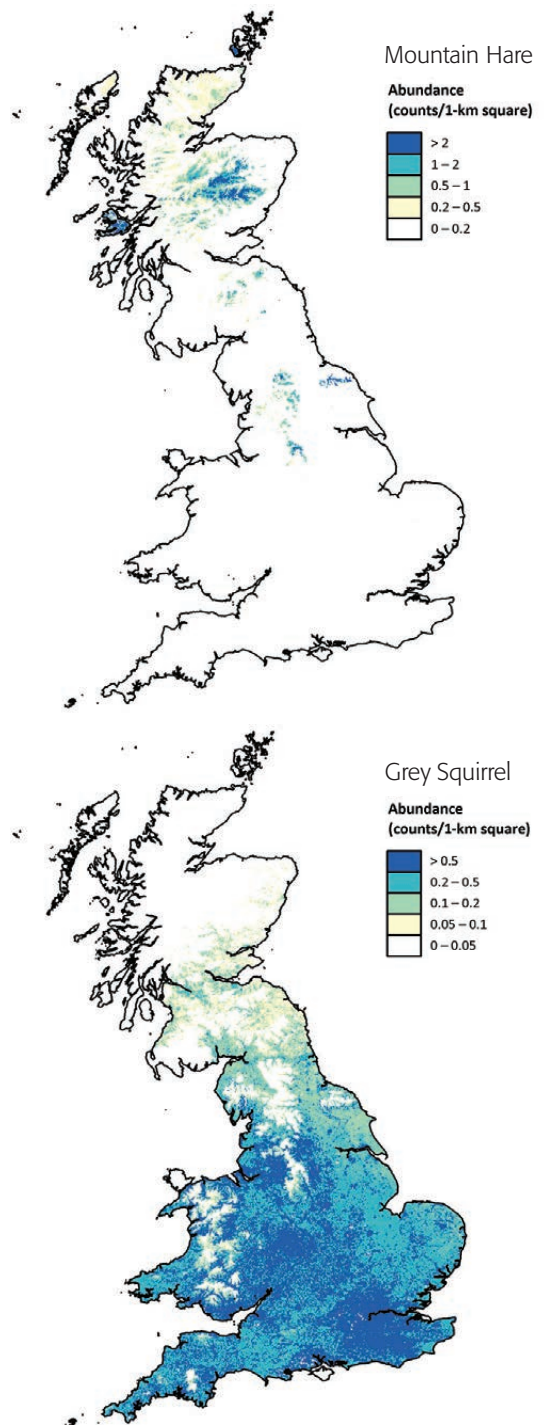 Mountain Hare
Abundance
(counts/1-km square)
> 2
1 – 2
0.5 – 1
0.2 – 0.5
0 – 0.2
Grey Squirrel
Abundance
(counts/1-km square)
> 0.5
0.2 – 0.5
0.1 – 0.2
0.05 – 0.1
0 – 0.05